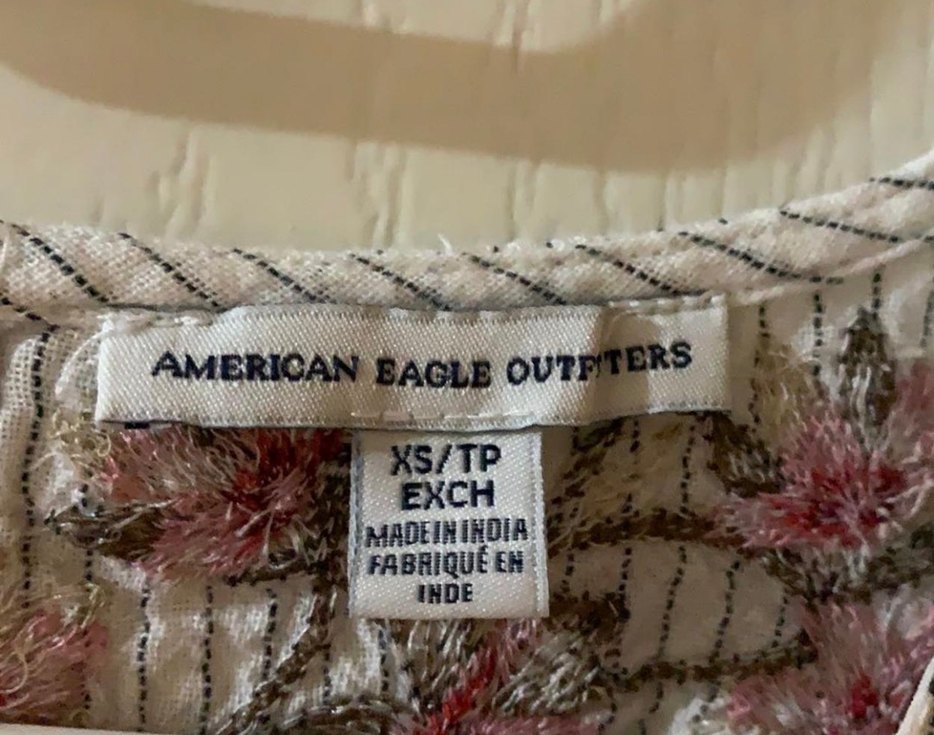 AMERICAN EAGLE OUTFITTERS
XS/TP
EXCH
MADE IN INDIA
FABRIQUÉ EN
INDE